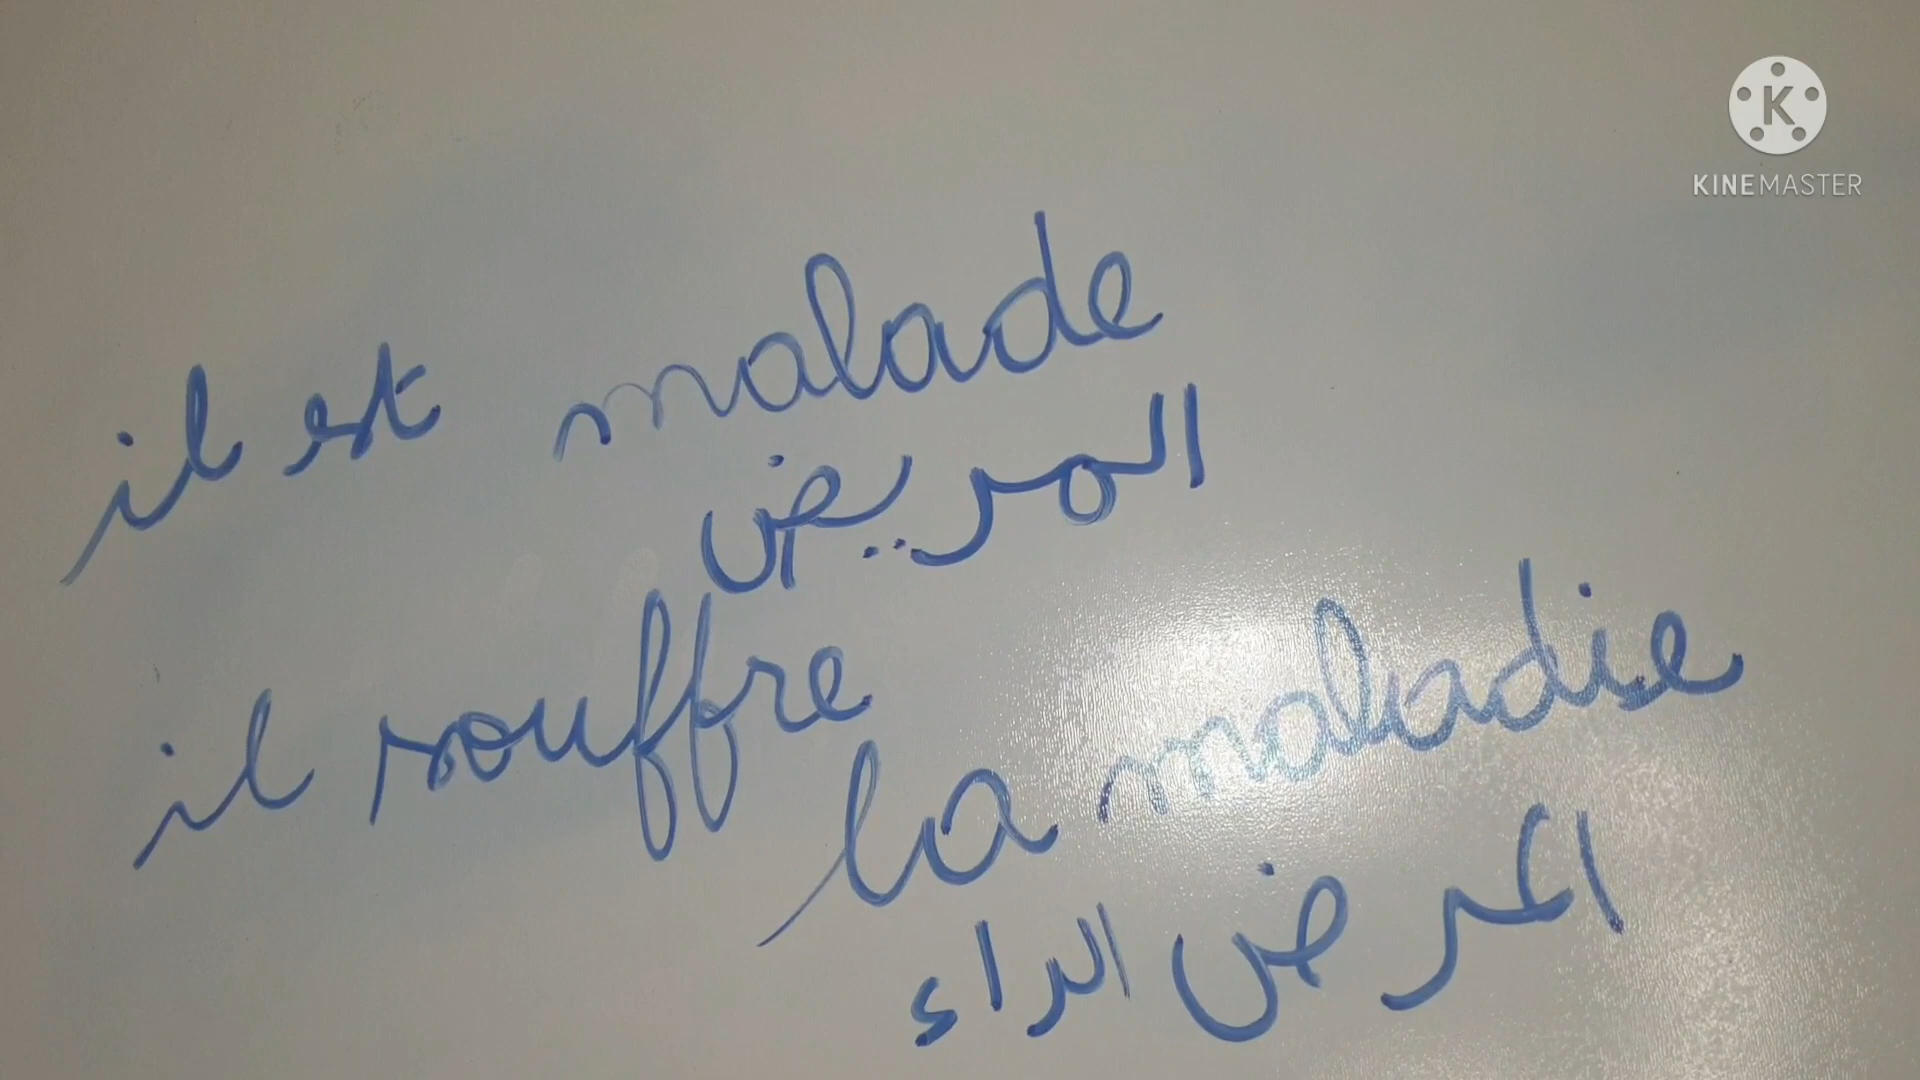 KINEMASTER
il est malade
المريض
il souffre
la maladie
المرض الداء